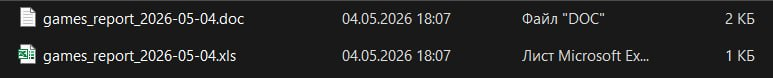 games_report_2026-05-04.doc 04.05.2026 18:07 Файл "DOC" 2 КБ
games_report_2026-05-04.xls 04.05.2026 18:07 Лист Microsoft Ex... 1 КБ